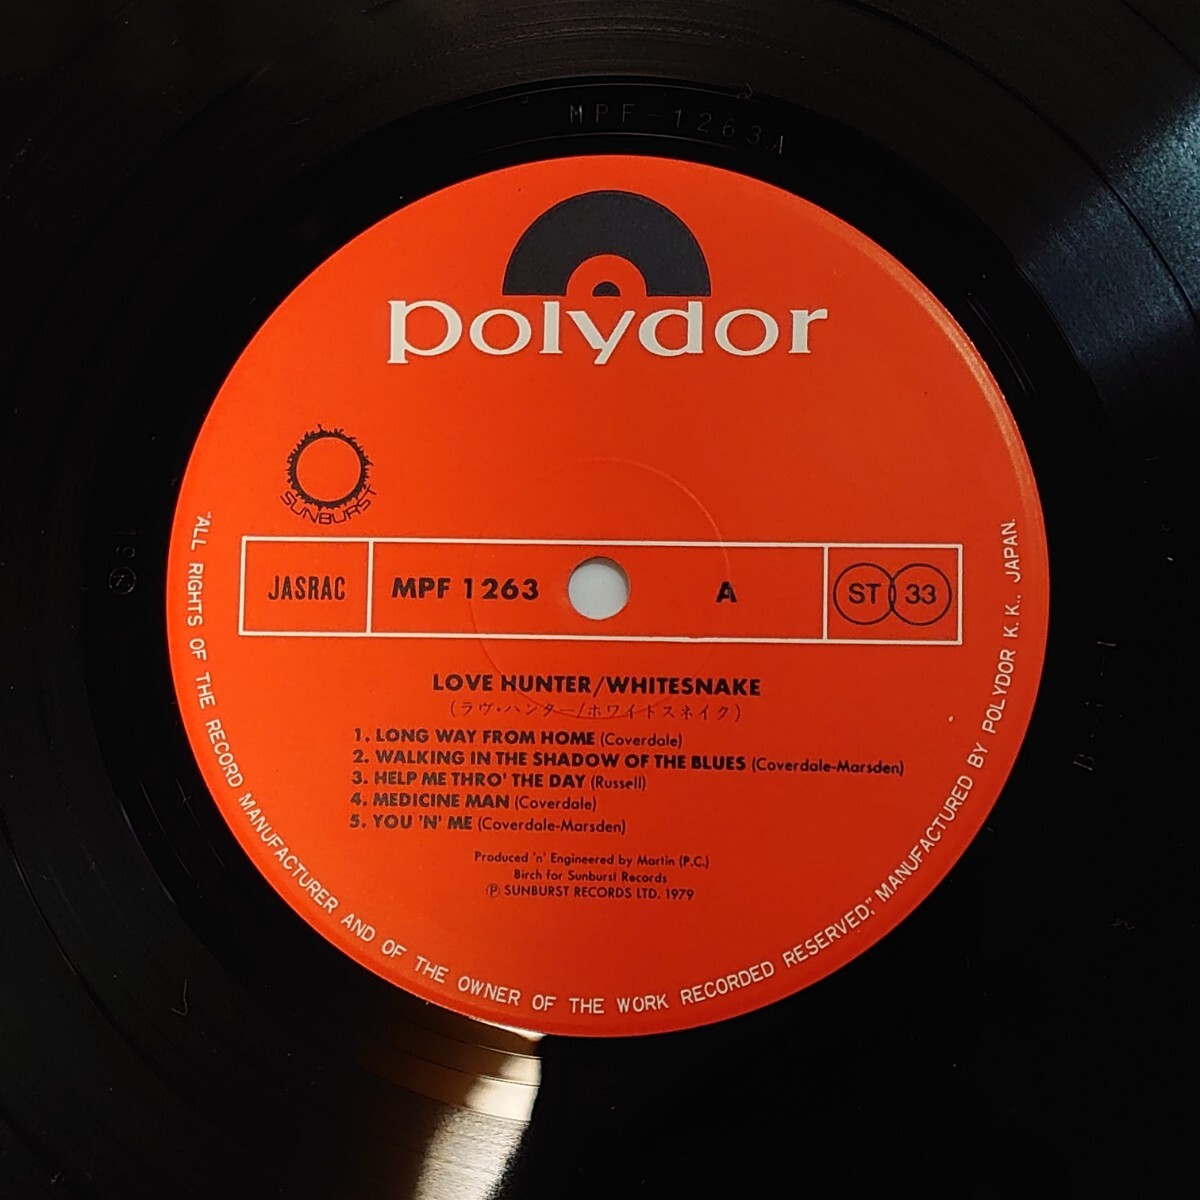 MPF-1263A
polydor
SUNBURST
JASRAC
MPF 1263
A
ST 33
LOVE HUNTER/WHITESNAKE
(ラヴ・ハンター/ホワイトスネイク)
1. LONG WAY FROM HOME (Coverdale)
2. WALKING IN THE SHADOW OF THE BLUES (Coverdale-Marsden)
3. HELP ME THRO' THE DAY (Russell)
4. MEDICINE MAN (Coverdale)
5. YOU 'N' ME (Coverdale-Marsden)
Produced 'n' Engineered by Martin (P.C.)
Birch for Sunburst Records
Ⓟ SUNBURST RECORDS LTD. 1979
"ALL RIGHTS OF THE RECORD MANUFACTURER AND OF THE OWNER OF THE WORK RECORDED RESERVED," MANUFACTURED BY POLYDOR K.K., JAPAN.